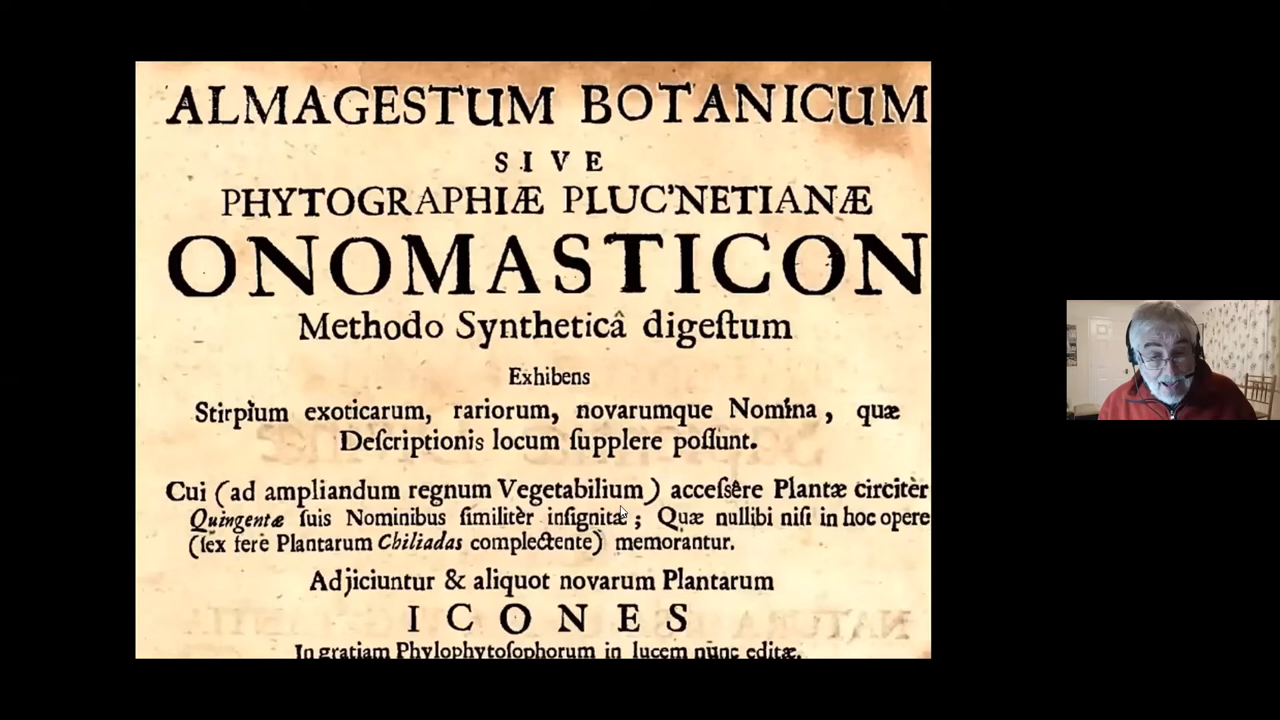 ALMAGESTUM BOTANICUM
SIVE
PHYTOGRAPHIÆ PLUC'NETIANÆ
ONOMASTICON
Methodo Syntheticâ digeſtum
Exhibens
Stirpium exoticarum, rariorum, novarumque Nomina, quæ
Deſcriptionis locum ſupplere poſſunt.
Cui (ad ampliandum regnum Vegetabilium) acceſsêre Plantæ circitèr
Quingentæ ſuis Nominibus ſimilitèr inſignitæ; Quæ nullibi niſi in hoc opere
(ſex ferè Plantarum Chiliadas complectente) memorantur.
Adjiciuntur & aliquot novarum Plantarum
ICONES
In gratiam Phylophytoſophorum in lucem nunc editæ.